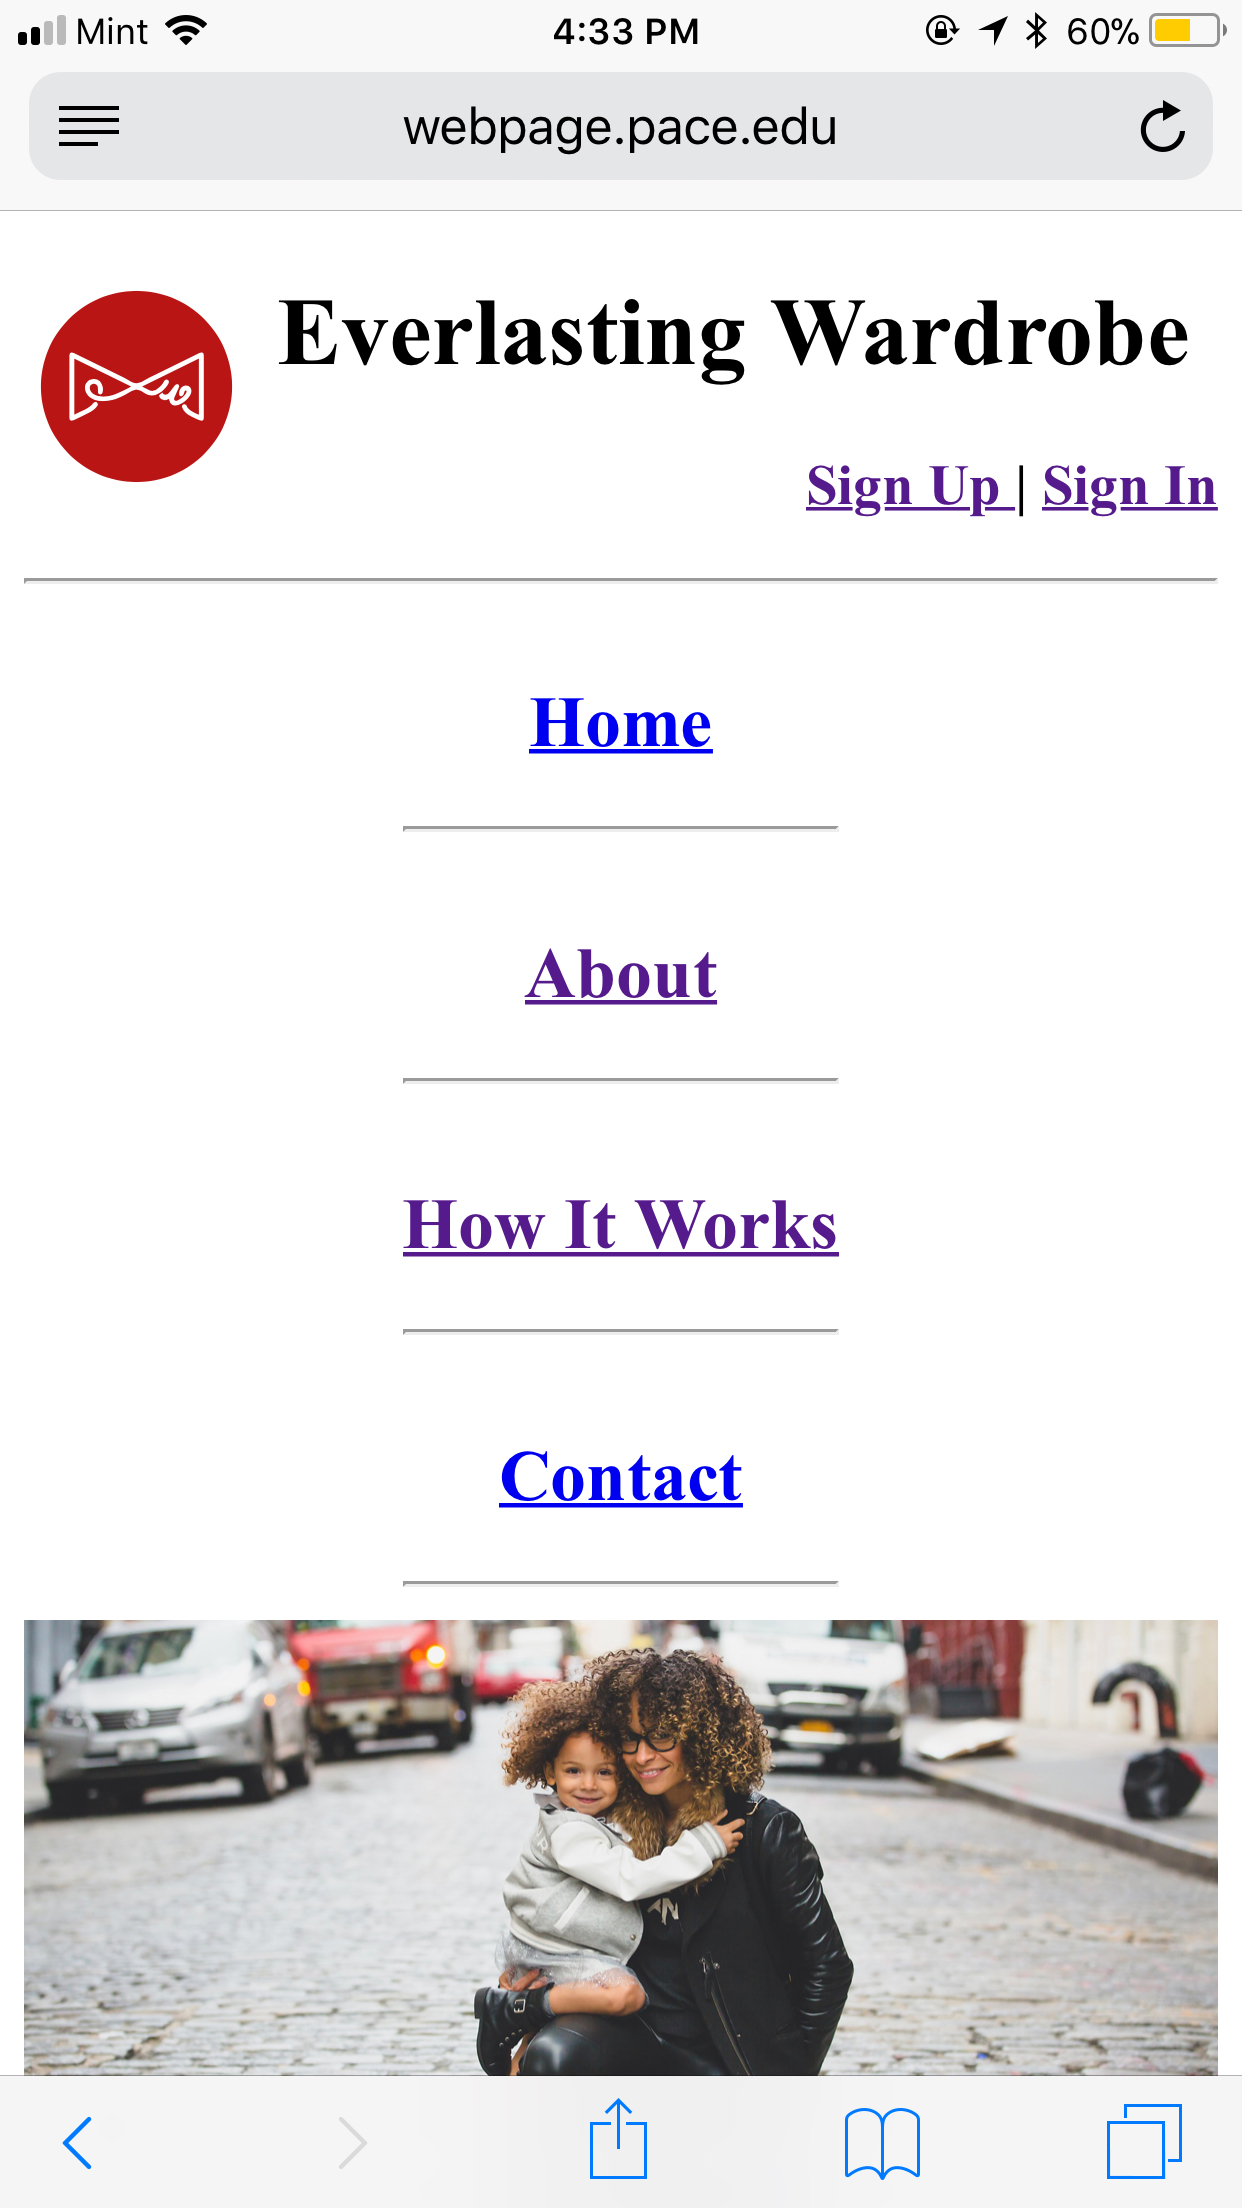 Mint 4:33 PM 60%
webpage.pace.edu
Everlasting Wardrobe
ew
Sign Up | Sign In
Home
About
How It Works
Contact